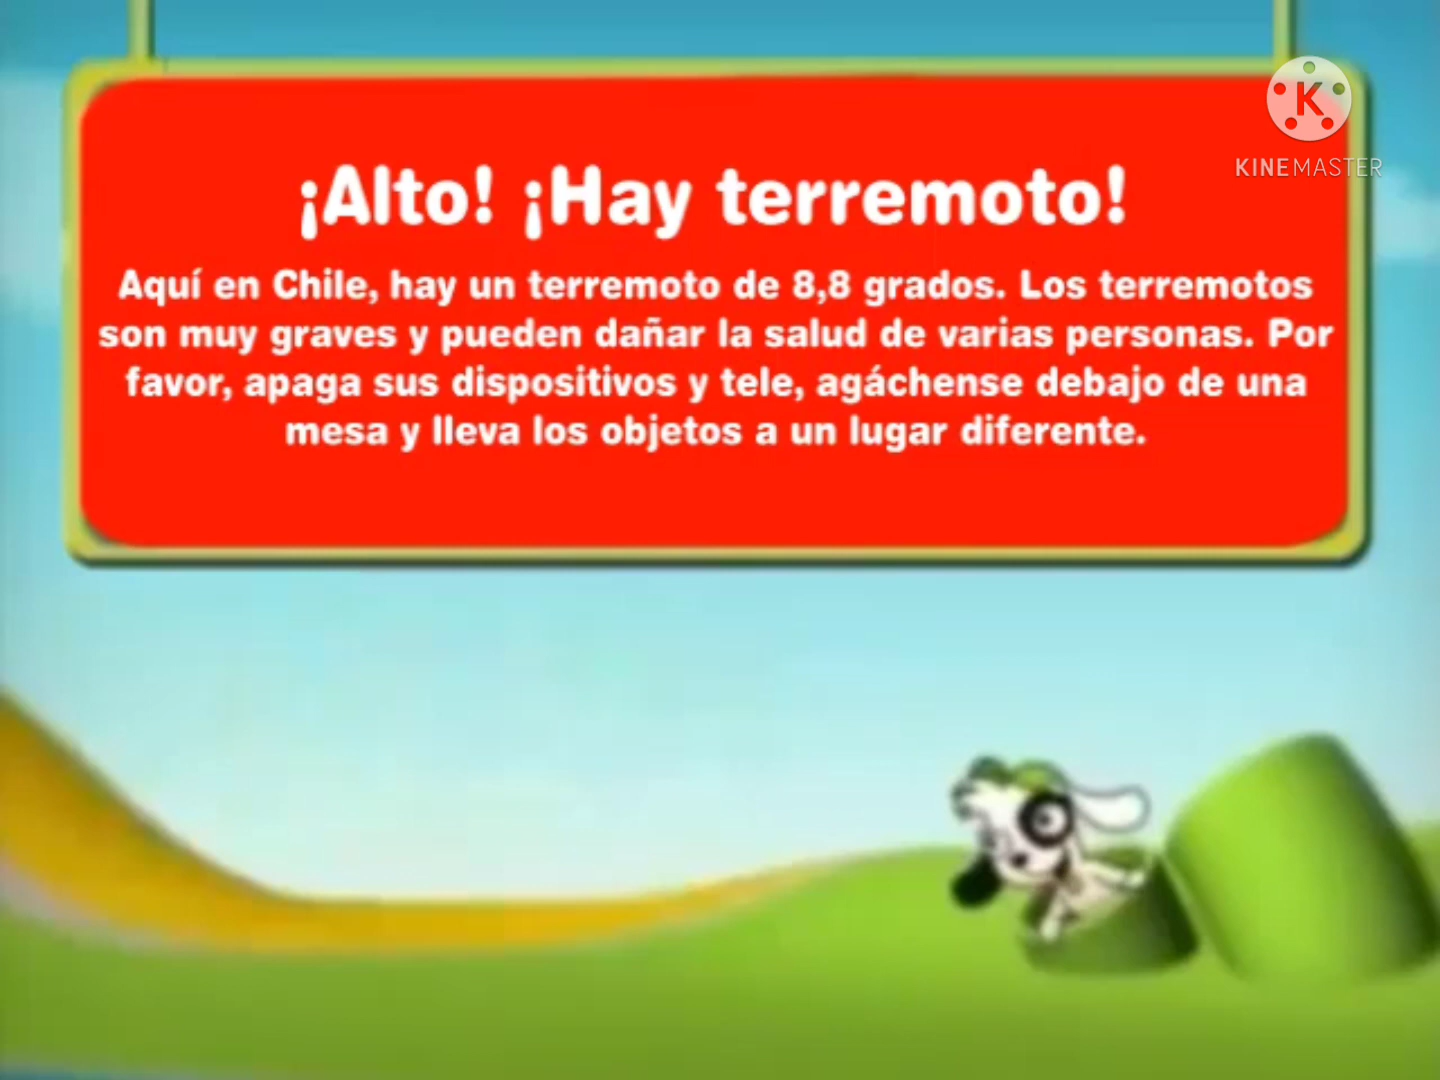 K
KINEMASTER
¡Alto! ¡Hay terremoto!
Aquí en Chile, hay un terremoto de 8,8 grados. Los terremotos
son muy graves y pueden dañar la salud de varias personas. Por
favor, apaga sus dispositivos y tele, agáchense debajo de una
mesa y lleva los objetos a un lugar diferente.